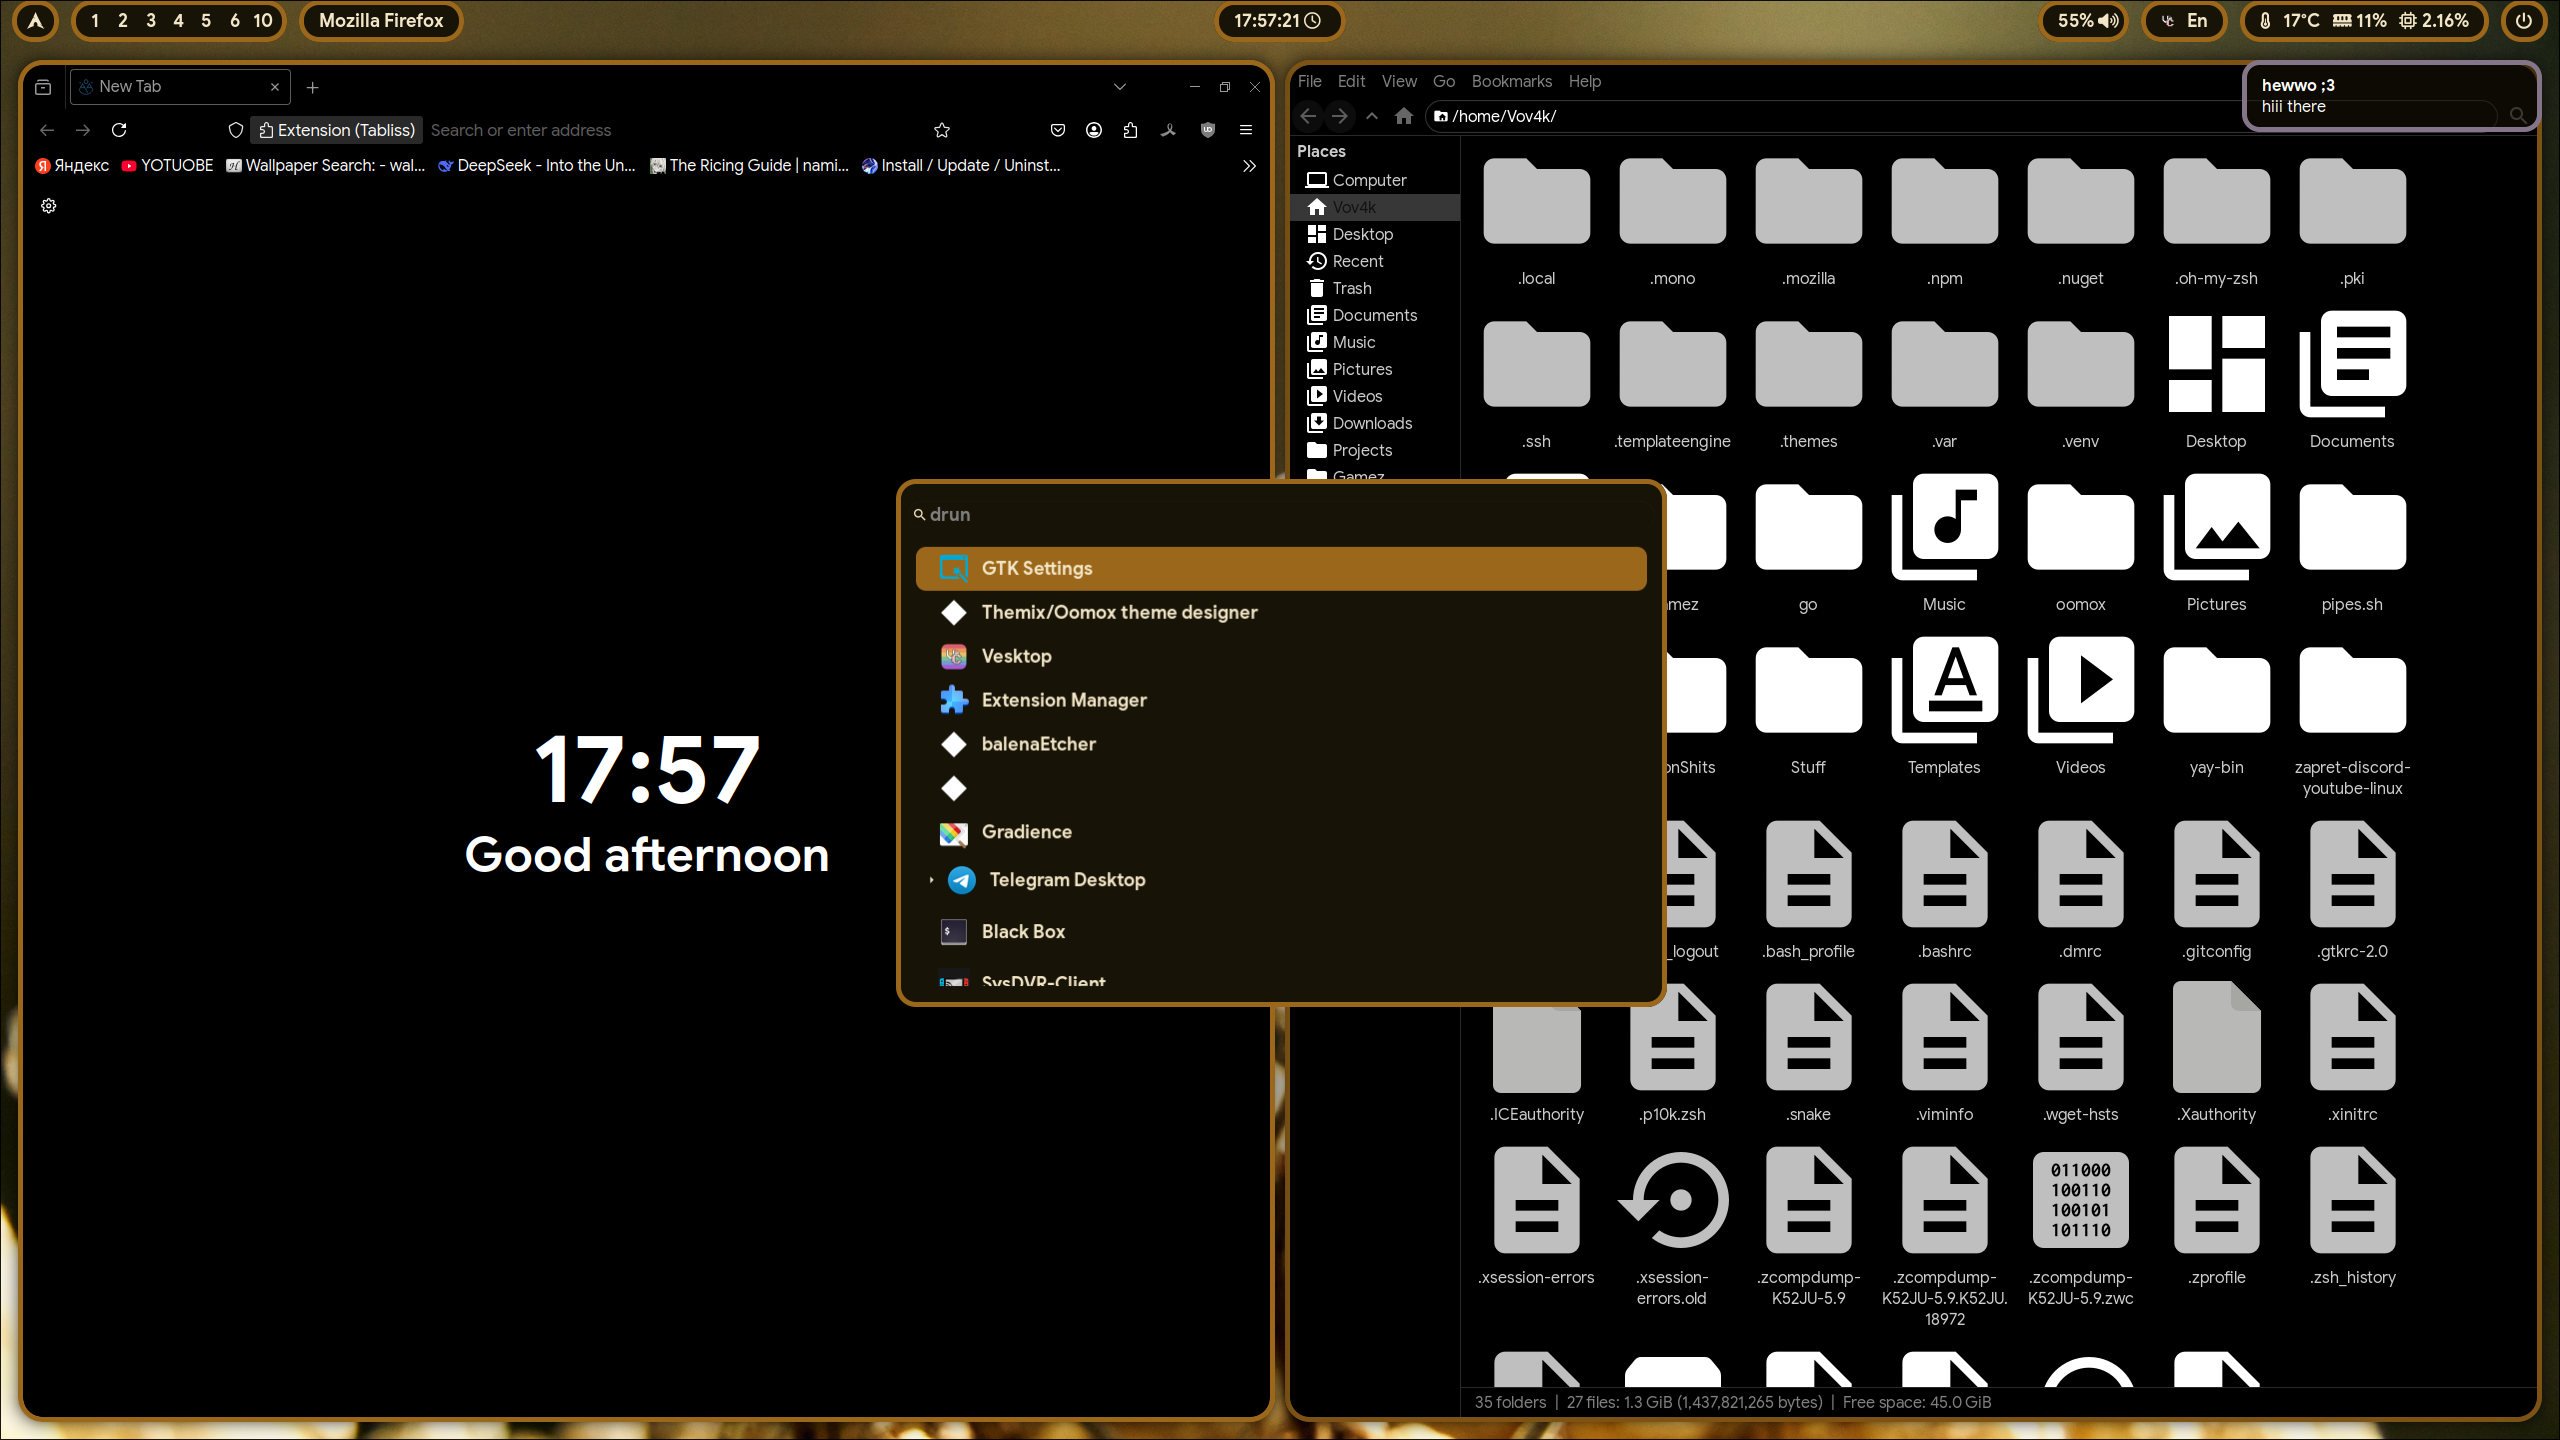 1 2 3 4 5 6 10
Mozilla Firefox
17:57:21
55%
En
17°C 11% 2.16%
New Tab
Extension (Tabliss) Search or enter address
Яндекс YOTUOBE Wallpaper Search: - wal... DeepSeek - Into the Un... The Ricing Guide | nami... Install / Update / Uninst...
17:57
Good afternoon
File Edit View Go Bookmarks Help
/home/Vov4k/
hewwo ;3
hiii there
Places
Computer
Vov4k
Desktop
Recent
Trash
Documents
Music
Pictures
Videos
Downloads
Projects
Gamez
.local .mono .mozilla .npm .nuget .oh-my-zsh .pki
.ssh .templateengine .themes .var .venv Desktop Documents
mez go Music oomox Pictures pipes.sh
onShits Stuff Templates Videos yay-bin zapret-discord-
youtube-linux
_logout .bash_profile .bashrc .dmrc .gitconfig .gtkrc-2.0
.ICEauthority .p10k.zsh .snake .viminfo .wget-hsts .Xauthority .xinitrc
011000
100110
100101
101110
.xsession-errors .xsession- .zcompdump- .zcompdump- .zcompdump- .zprofile .zsh_history
errors.old K52JU-5.9 K52JU-5.9.K52JU. K52JU-5.9.zwc
18972
35 folders | 27 files: 1.3 GiB (1,437,821,265 bytes) | Free space: 45.0 GiB
drun
GTK Settings
Themix/Oomox theme designer
Vesktop
Extension Manager
balenaEtcher
Gradience
Telegram Desktop
Black Box
SysDVR-Client